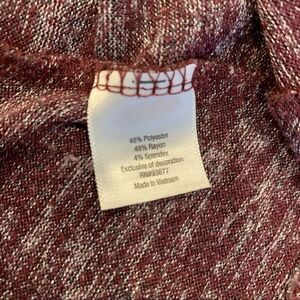 48% Polyester
48% Rayon
4% Spandex
Exclusive of decoration
RN#93677
Made in Vietnam